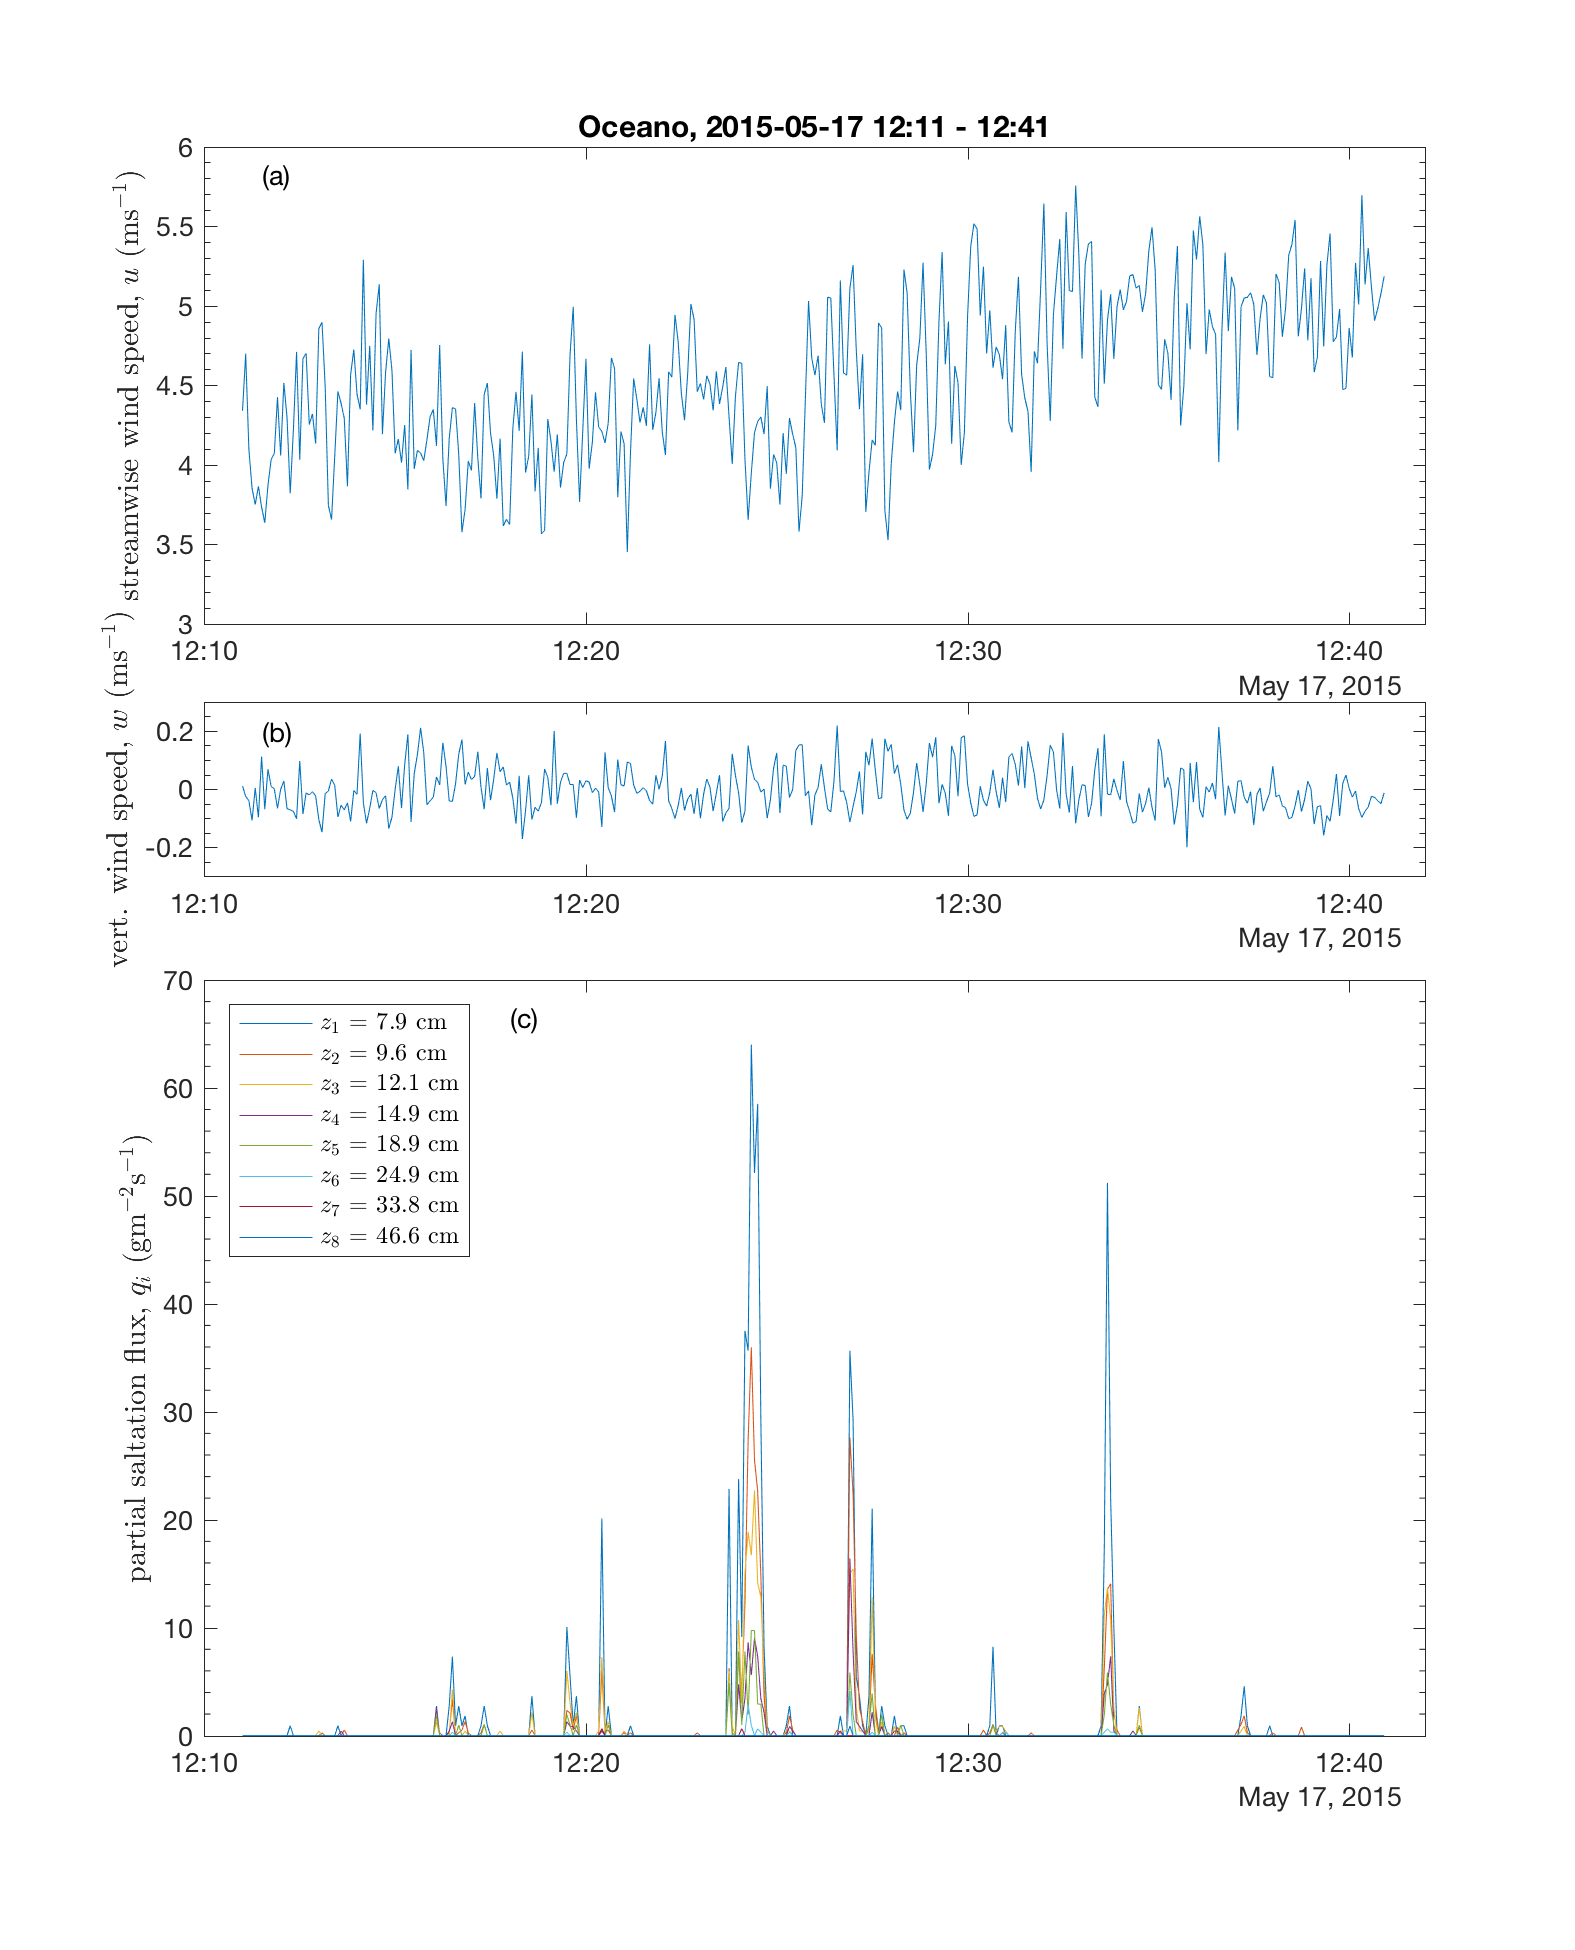 Oceano, 2015-05-17 12:11 - 12:41
(a)
streamwise wind speed, u (ms⁻¹)
6
5.5
5
4.5
4
3.5
3
12:10 12:20 12:30 12:40
May 17, 2015
(b)
vert. wind speed, w (ms⁻¹)
0.2
0
-0.2
12:10 12:20 12:30 12:40
May 17, 2015
(c)
partial saltation flux, qᵢ (gm⁻²s⁻¹)
70
60
50
40
30
20
10
0
z₁ = 7.9 cm
z₂ = 9.6 cm
z₃ = 12.1 cm
z₄ = 14.9 cm
z₅ = 18.9 cm
z₆ = 24.9 cm
z₇ = 33.8 cm
z₈ = 46.6 cm
12:10 12:20 12:30 12:40
May 17, 2015